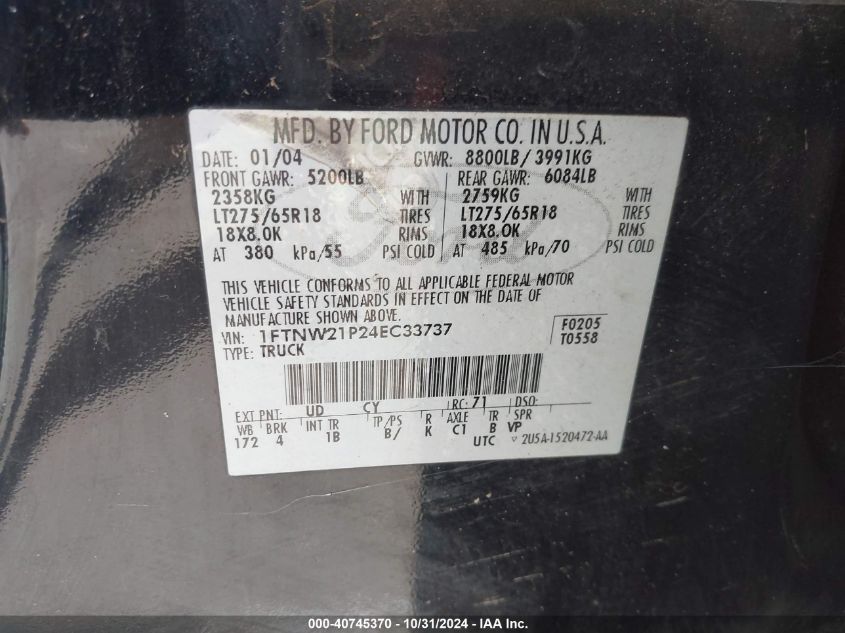 MFD. BY FORD MOTOR CO. IN U.S.A.
DATE: 01/04 GVWR: 8800LB/ 3991KG
FRONT GAWR: 5200LB REAR GAWR: 6084LB
2358KG WITH 2759KG WITH
LT275/65R18 TIRES LT275/65R18 TIRES
18X8.0K RIMS 18X8.0K RIMS
AT 380 kPa/55 PSI COLD AT 485 kPa/70 PSI COLD
Ford
THIS VEHICLE CONFORMS TO ALL APPLICABLE FEDERAL MOTOR
VEHICLE SAFETY STANDARDS IN EFFECT ON THE DATE OF
MANUFACTURE SHOWN ABOVE.
VIN: 1FTNW21P24EC33737 F0205
TYPE: TRUCK T0558
EXT PNT: UD CY RC: 71 DSO:
WB BRK INT TR TP/PS R AXLE TR SPR
172 4 1B B/ K C1 B VP
UTC ▽ 2U5A-1520472-AA
000-40745370 - 10/31/2024 - IAA Inc.